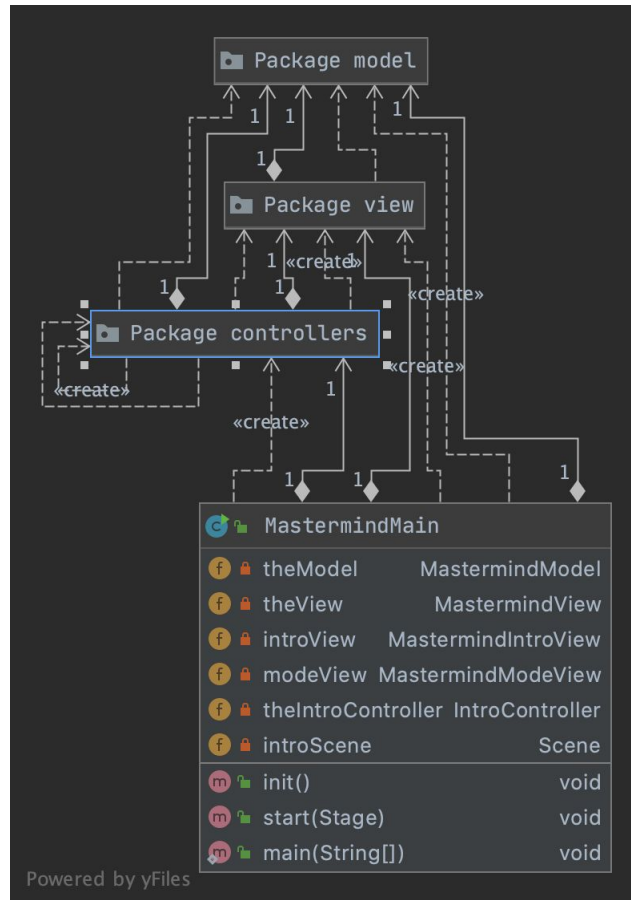 Package model
1 1 1
1
Package view
1 «create» 1
1 1
«create»
Package controllers
«create»
«create»
1
«create»
1 1 1
MastermindMain
theModel MastermindModel
theView MastermindView
introView MastermindIntroView
modeView MastermindModeView
theIntroController IntroController
introScene Scene
init() void
start(Stage) void
main(String[]) void
Powered by yFiles